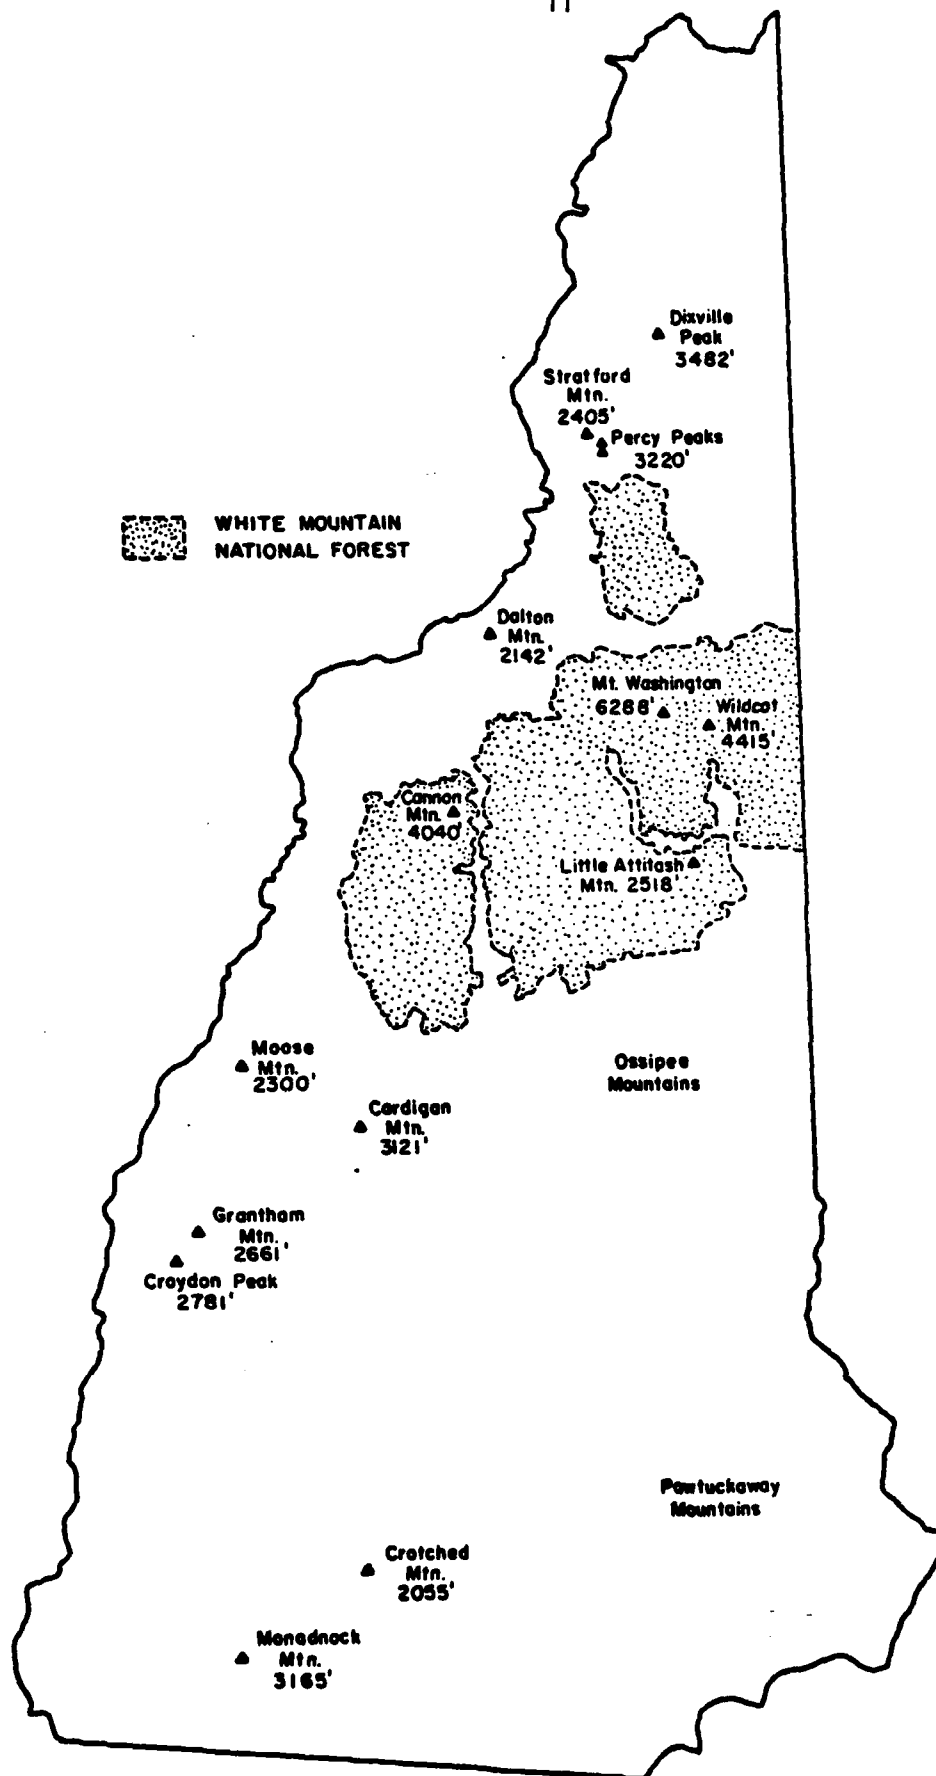 11
Dixville
Peak
3482'
Stratford
Mtn.
2405'
Percy Peaks
3220'
WHITE MOUNTAIN
NATIONAL FOREST
Dalton
Mtn.
2142'
Mt. Washington
6288'
Wildcat
Mtn.
4415'
Cannon
Mtn.
4040'
Little Attitash
Mtn. 2518'
Moose
Mtn.
2300'
Ossipee
Mountains
Cardigan
Mtn.
3121'
Grantham
Mtn.
2661'
Croydon Peak
2781'
Pawtuckaway
Mountains
Crotched
Mtn.
2055'
Monadnock
Mtn.
3165'